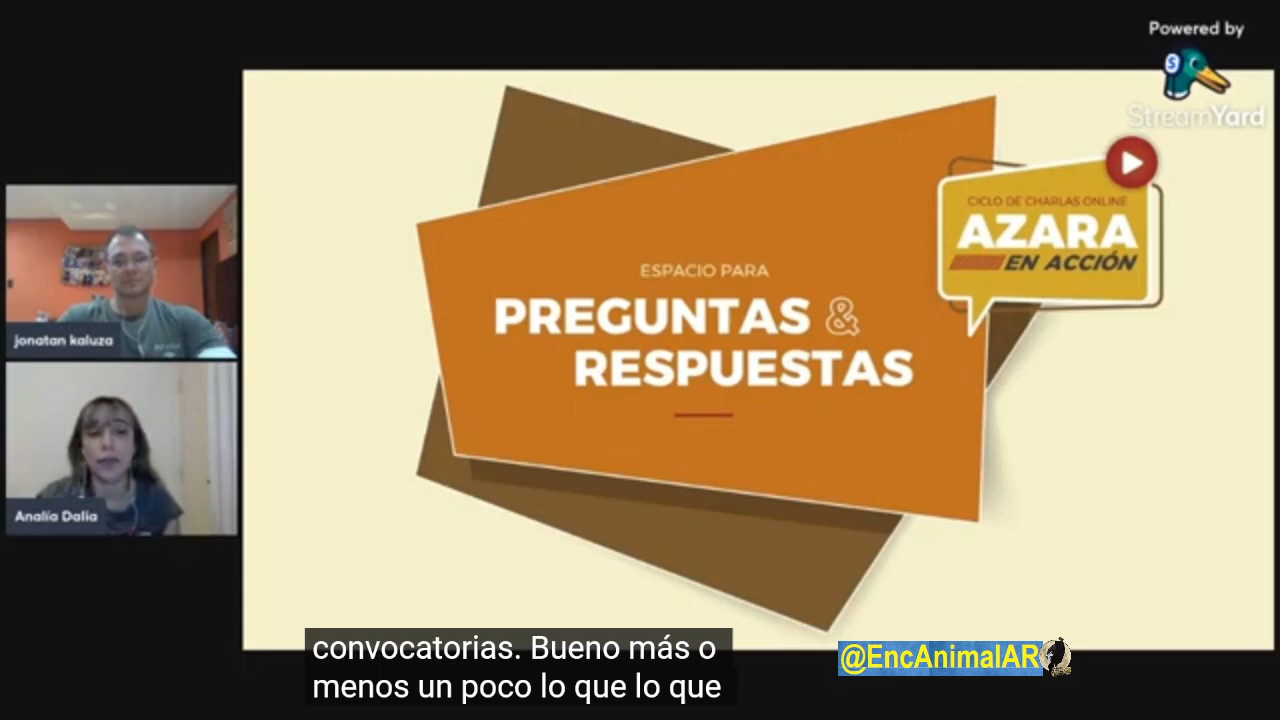 Powered by
StreamYard
CICLO DE CHARLAS ONLINE
AZARA
EN ACCIÓN
ESPACIO PARA
PREGUNTAS &
RESPUESTAS
jonatan kaluza
Analía Dalia
convocatorias. Bueno más o
menos un poco lo que lo que
@EncAnimalAR